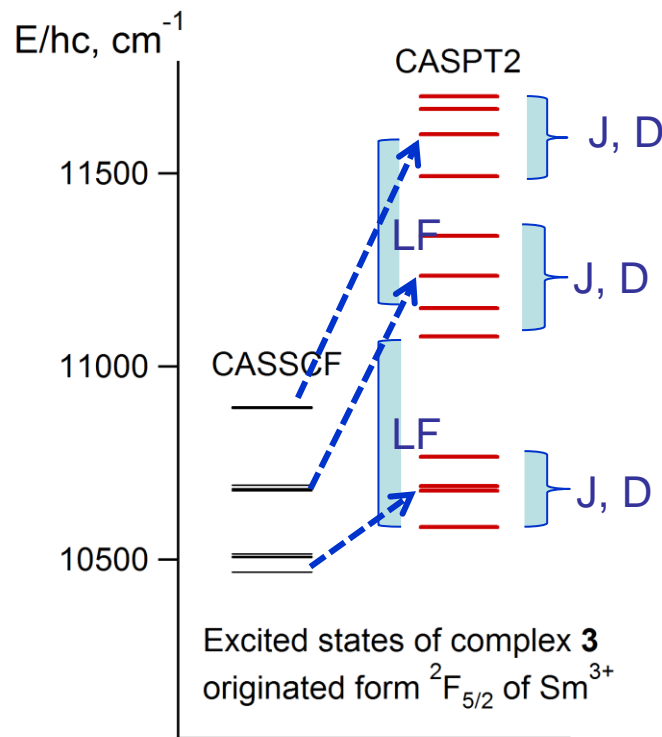 E/hc, cm⁻¹
CASPT2
J, D
11500
LF
J, D
11000
CASSCF
LF
J, D
10500
Excited states of complex 3
originated form ²F₅/₂ of Sm³⁺